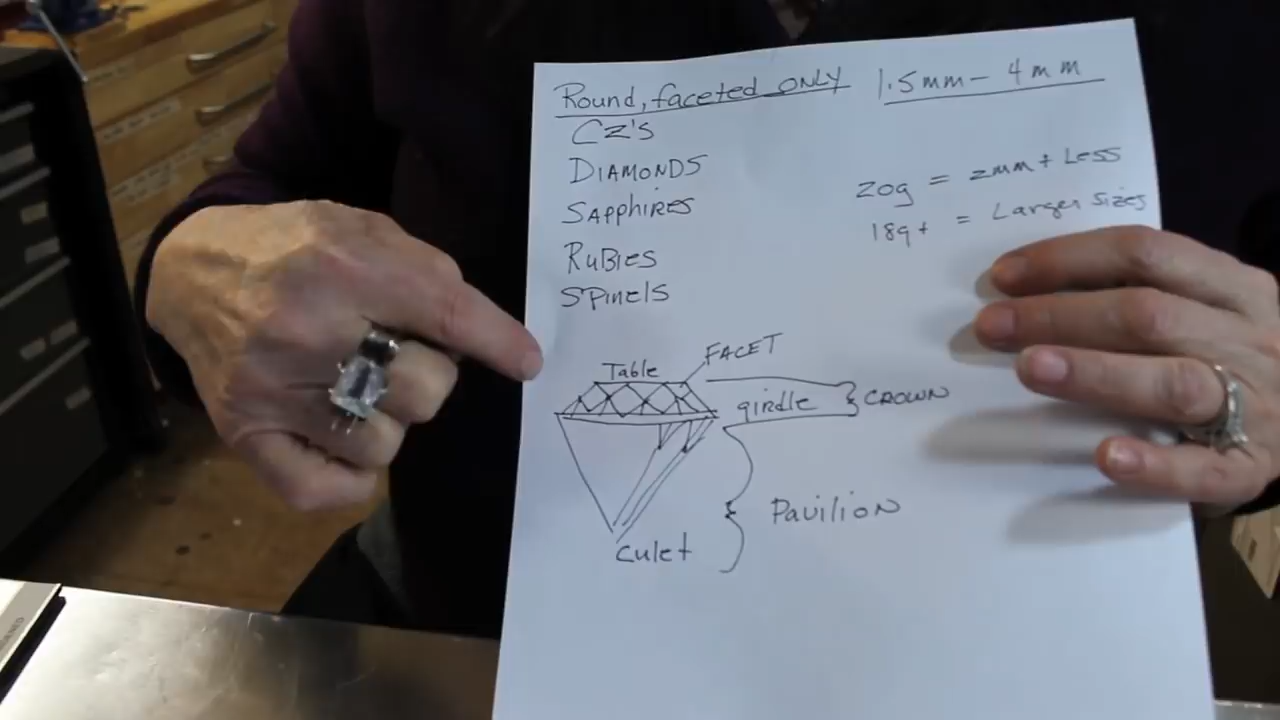 Round, faceted ONLY 1.5mm - 4mm
CZ's
DIAMONDS
SAPPHIRES
RUBIES
SPINELS
20g = 2mm + Less
18g + = Larger Sizes
Table
FACET
girdle } CROWN
Pavilion
Culet